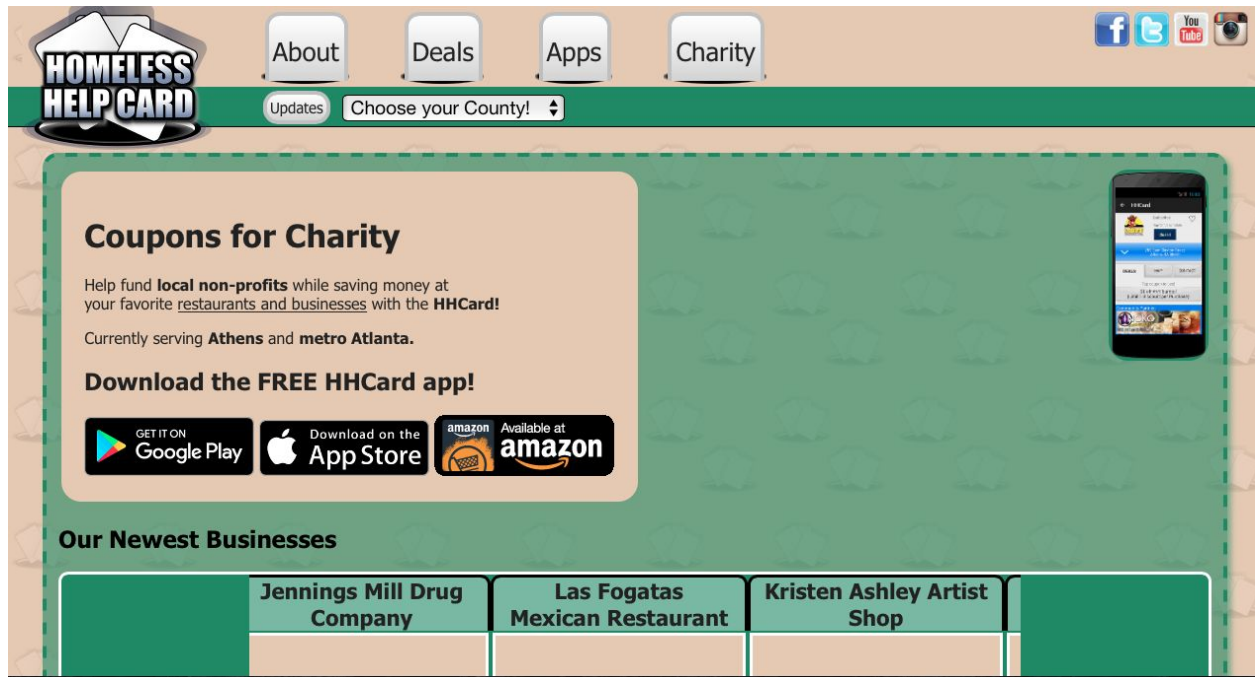 HOMELESS
HELP CARD
About
Deals
Apps
Charity
You
Tube
Updates
Choose your County!
Coupons for Charity
Help fund local non-profits while saving money at
your favorite restaurants and businesses with the HHCard!
Currently serving Athens and metro Atlanta.
Download the FREE HHCard app!
GET IT ON
Google Play
Download on the
App Store
amazon
Available at
amazon
HHCard
Our Newest Businesses
Jennings Mill Drug
Company
Las Fogatas
Mexican Restaurant
Kristen Ashley Artist
Shop